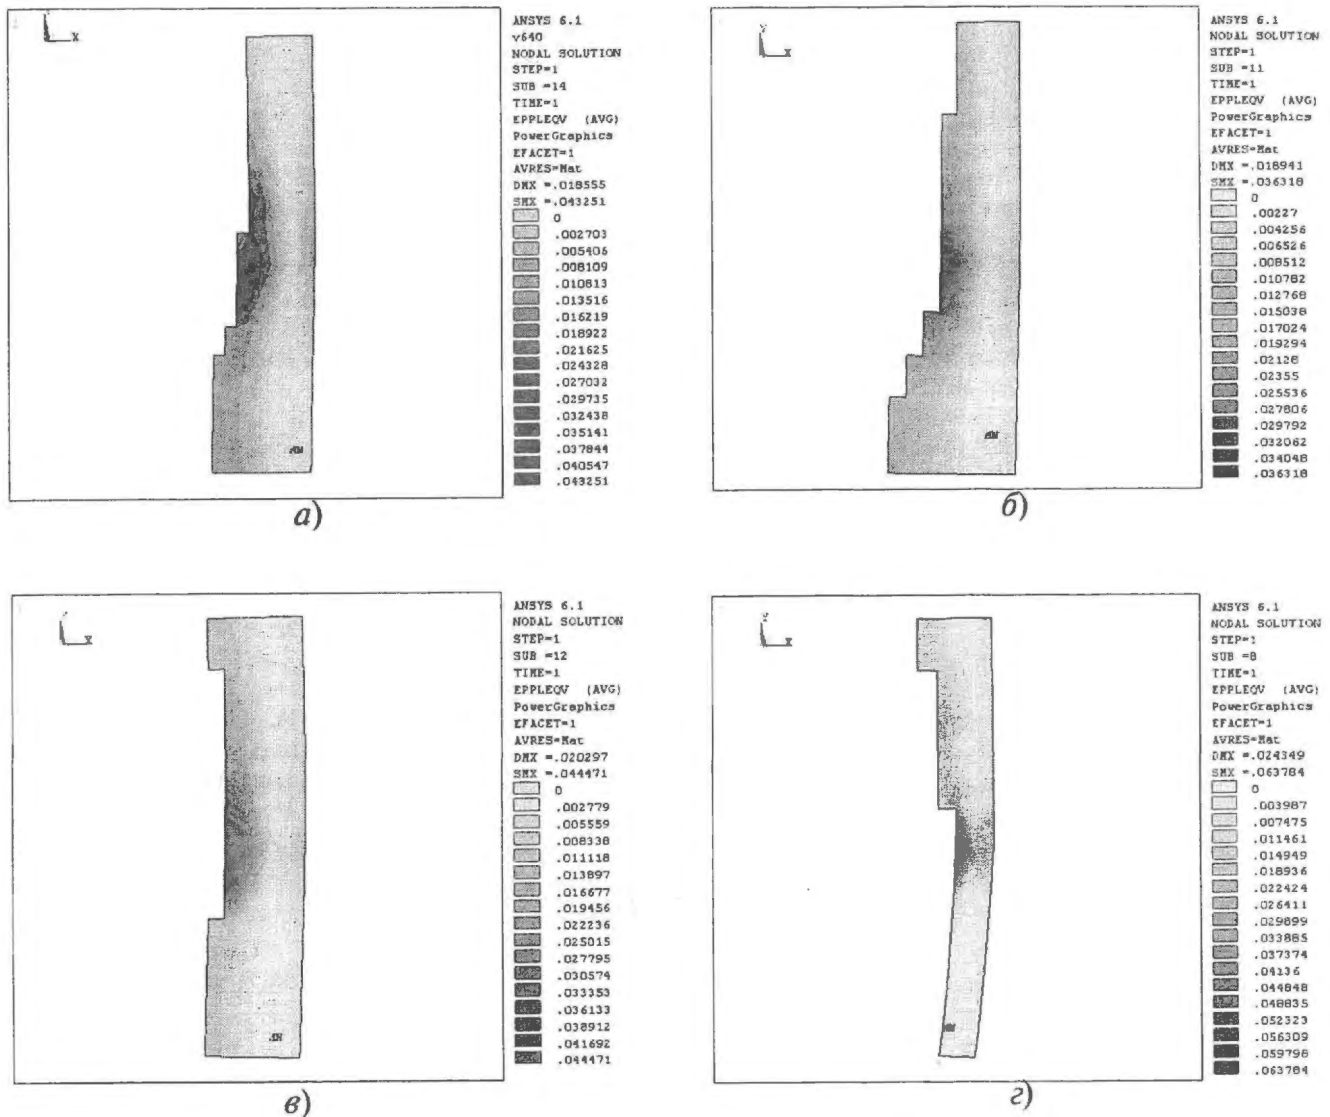 ANSYS 6.1
v640
NODAL SOLUTION
STEP=1
SUB =14
TIME=1
EPPLEQV (AVG)
PowerGraphics
EFACET=1
AVRES=Mat
DMX =.018555
SMX =.043251
0
.002703
.005406
.008109
.010813
.013516
.016219
.018922
.021625
.024328
.027032
.029735
.032438
.035141
.037844
.040547
.043251
X
MN
а)
ANSYS 6.1
NODAL SOLUTION
STEP=1
SUB =11
TIME=1
EPPLEQV (AVG)
PowerGraphics
EFACET=1
AVRES=Mat
DMX =.018941
SMX =.036318
0
.00227
.004256
.006526
.008512
.010782
.012768
.015038
.017024
.019294
.02128
.02355
.025536
.027806
.029792
.032062
.034048
.036318
Y
X
MN
б)
ANSYS 6.1
NODAL SOLUTION
STEP=1
SUB =12
TIME=1
EPPLEQV (AVG)
PowerGraphics
EFACET=1
AVRES=Mat
DMX =.020297
SMX =.044471
0
.002779
.005559
.008338
.011118
.013897
.016677
.019456
.022236
.025015
.027795
.030574
.033353
.036133
.038912
.041692
.044471
X
MN
в)
ANSYS 6.1
NODAL SOLUTION
STEP=1
SUB =8
TIME=1
EPPLEQV (AVG)
PowerGraphics
EFACET=1
AVRES=Mat
DMX =.024349
SMX =.063784
0
.003987
.007475
.011461
.014949
.018936
.022424
.026411
.029899
.033885
.037374
.04136
.044848
.048835
.052323
.056309
.059798
.063784
Y
X
г)